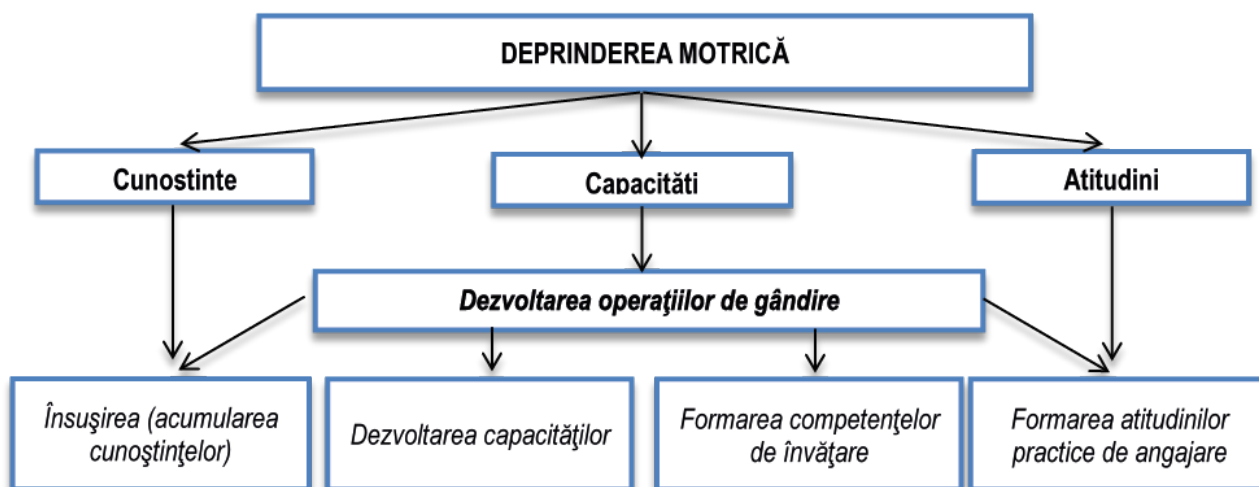 DEPRINDEREA MOTRICĂ
Cunostinte
Capacităti
Atitudini
Dezvoltarea operaţiilor de gândire
Însuşirea (acumularea
cunoştinţelor)
Dezvoltarea capacităţilor
Formarea competenţelor
de învăţare
Formarea atitudinilor
practice de angajare